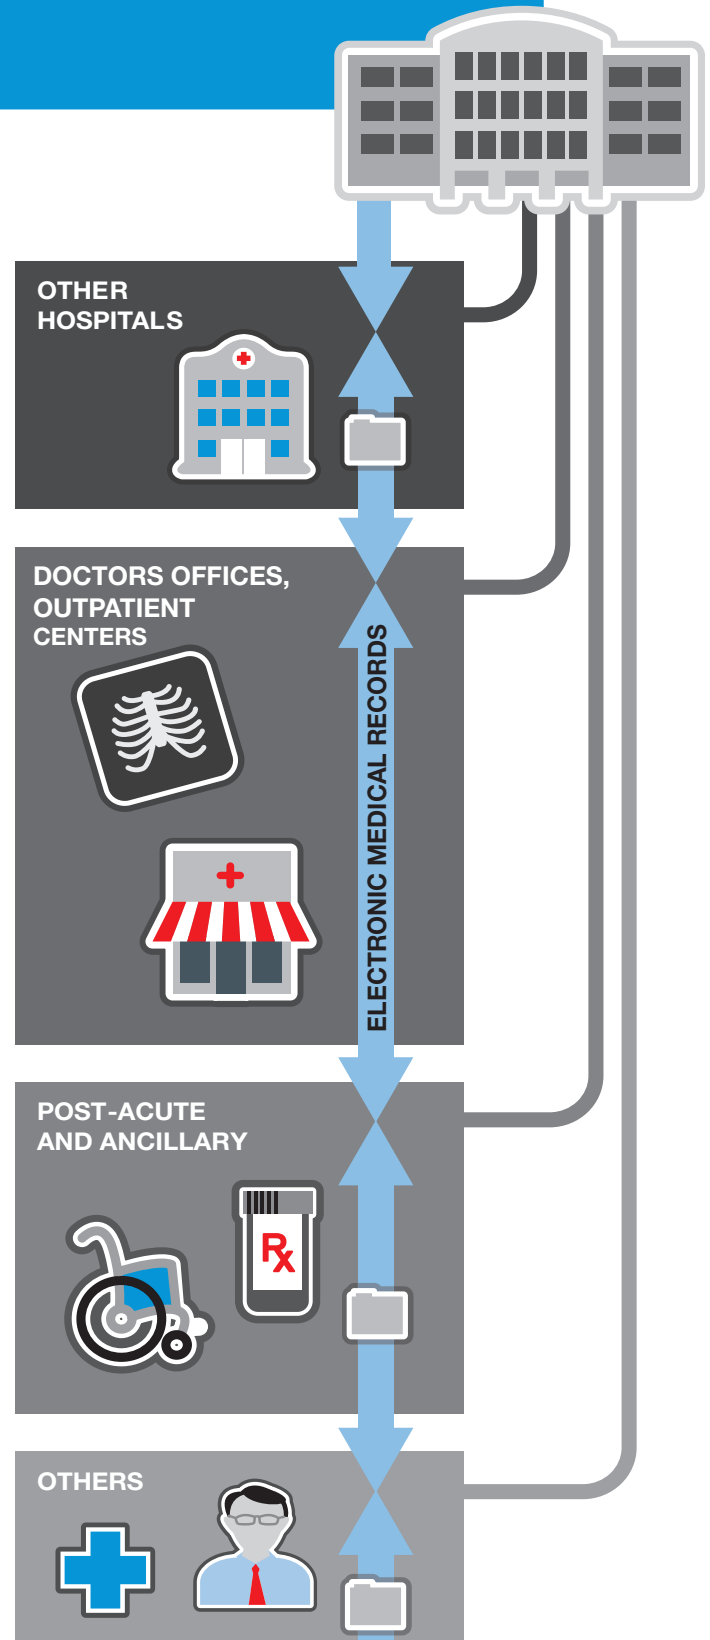 OTHER
HOSPITALS
DOCTORS OFFICES,
OUTPATIENT
CENTERS
ELECTRONIC MEDICAL RECORDS
POST-ACUTE
AND ANCILLARY
Rx
OTHERS